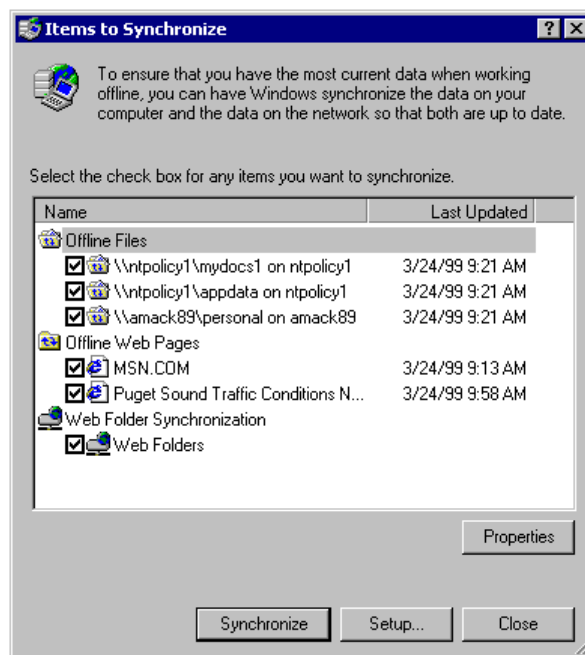 Items to Synchronize
To ensure that you have the most current data when working
offline, you can have Windows synchronize the data on your
computer and the data on the network so that both are up to date.
Select the check box for any items you want to synchronize.
Name Last Updated
Offline Files
\\ntpolicy1\mydocs1 on ntpolicy1 3/24/99 9:21 AM
\\ntpolicy1\appdata on ntpolicy1 3/24/99 9:21 AM
\\amack89\personal on amack89 3/24/99 9:21 AM
Offline Web Pages
MSN.COM 3/24/99 9:13 AM
Puget Sound Traffic Conditions N... 3/24/99 9:58 AM
Web Folder Synchronization
Web Folders
Properties
Synchronize Setup... Close